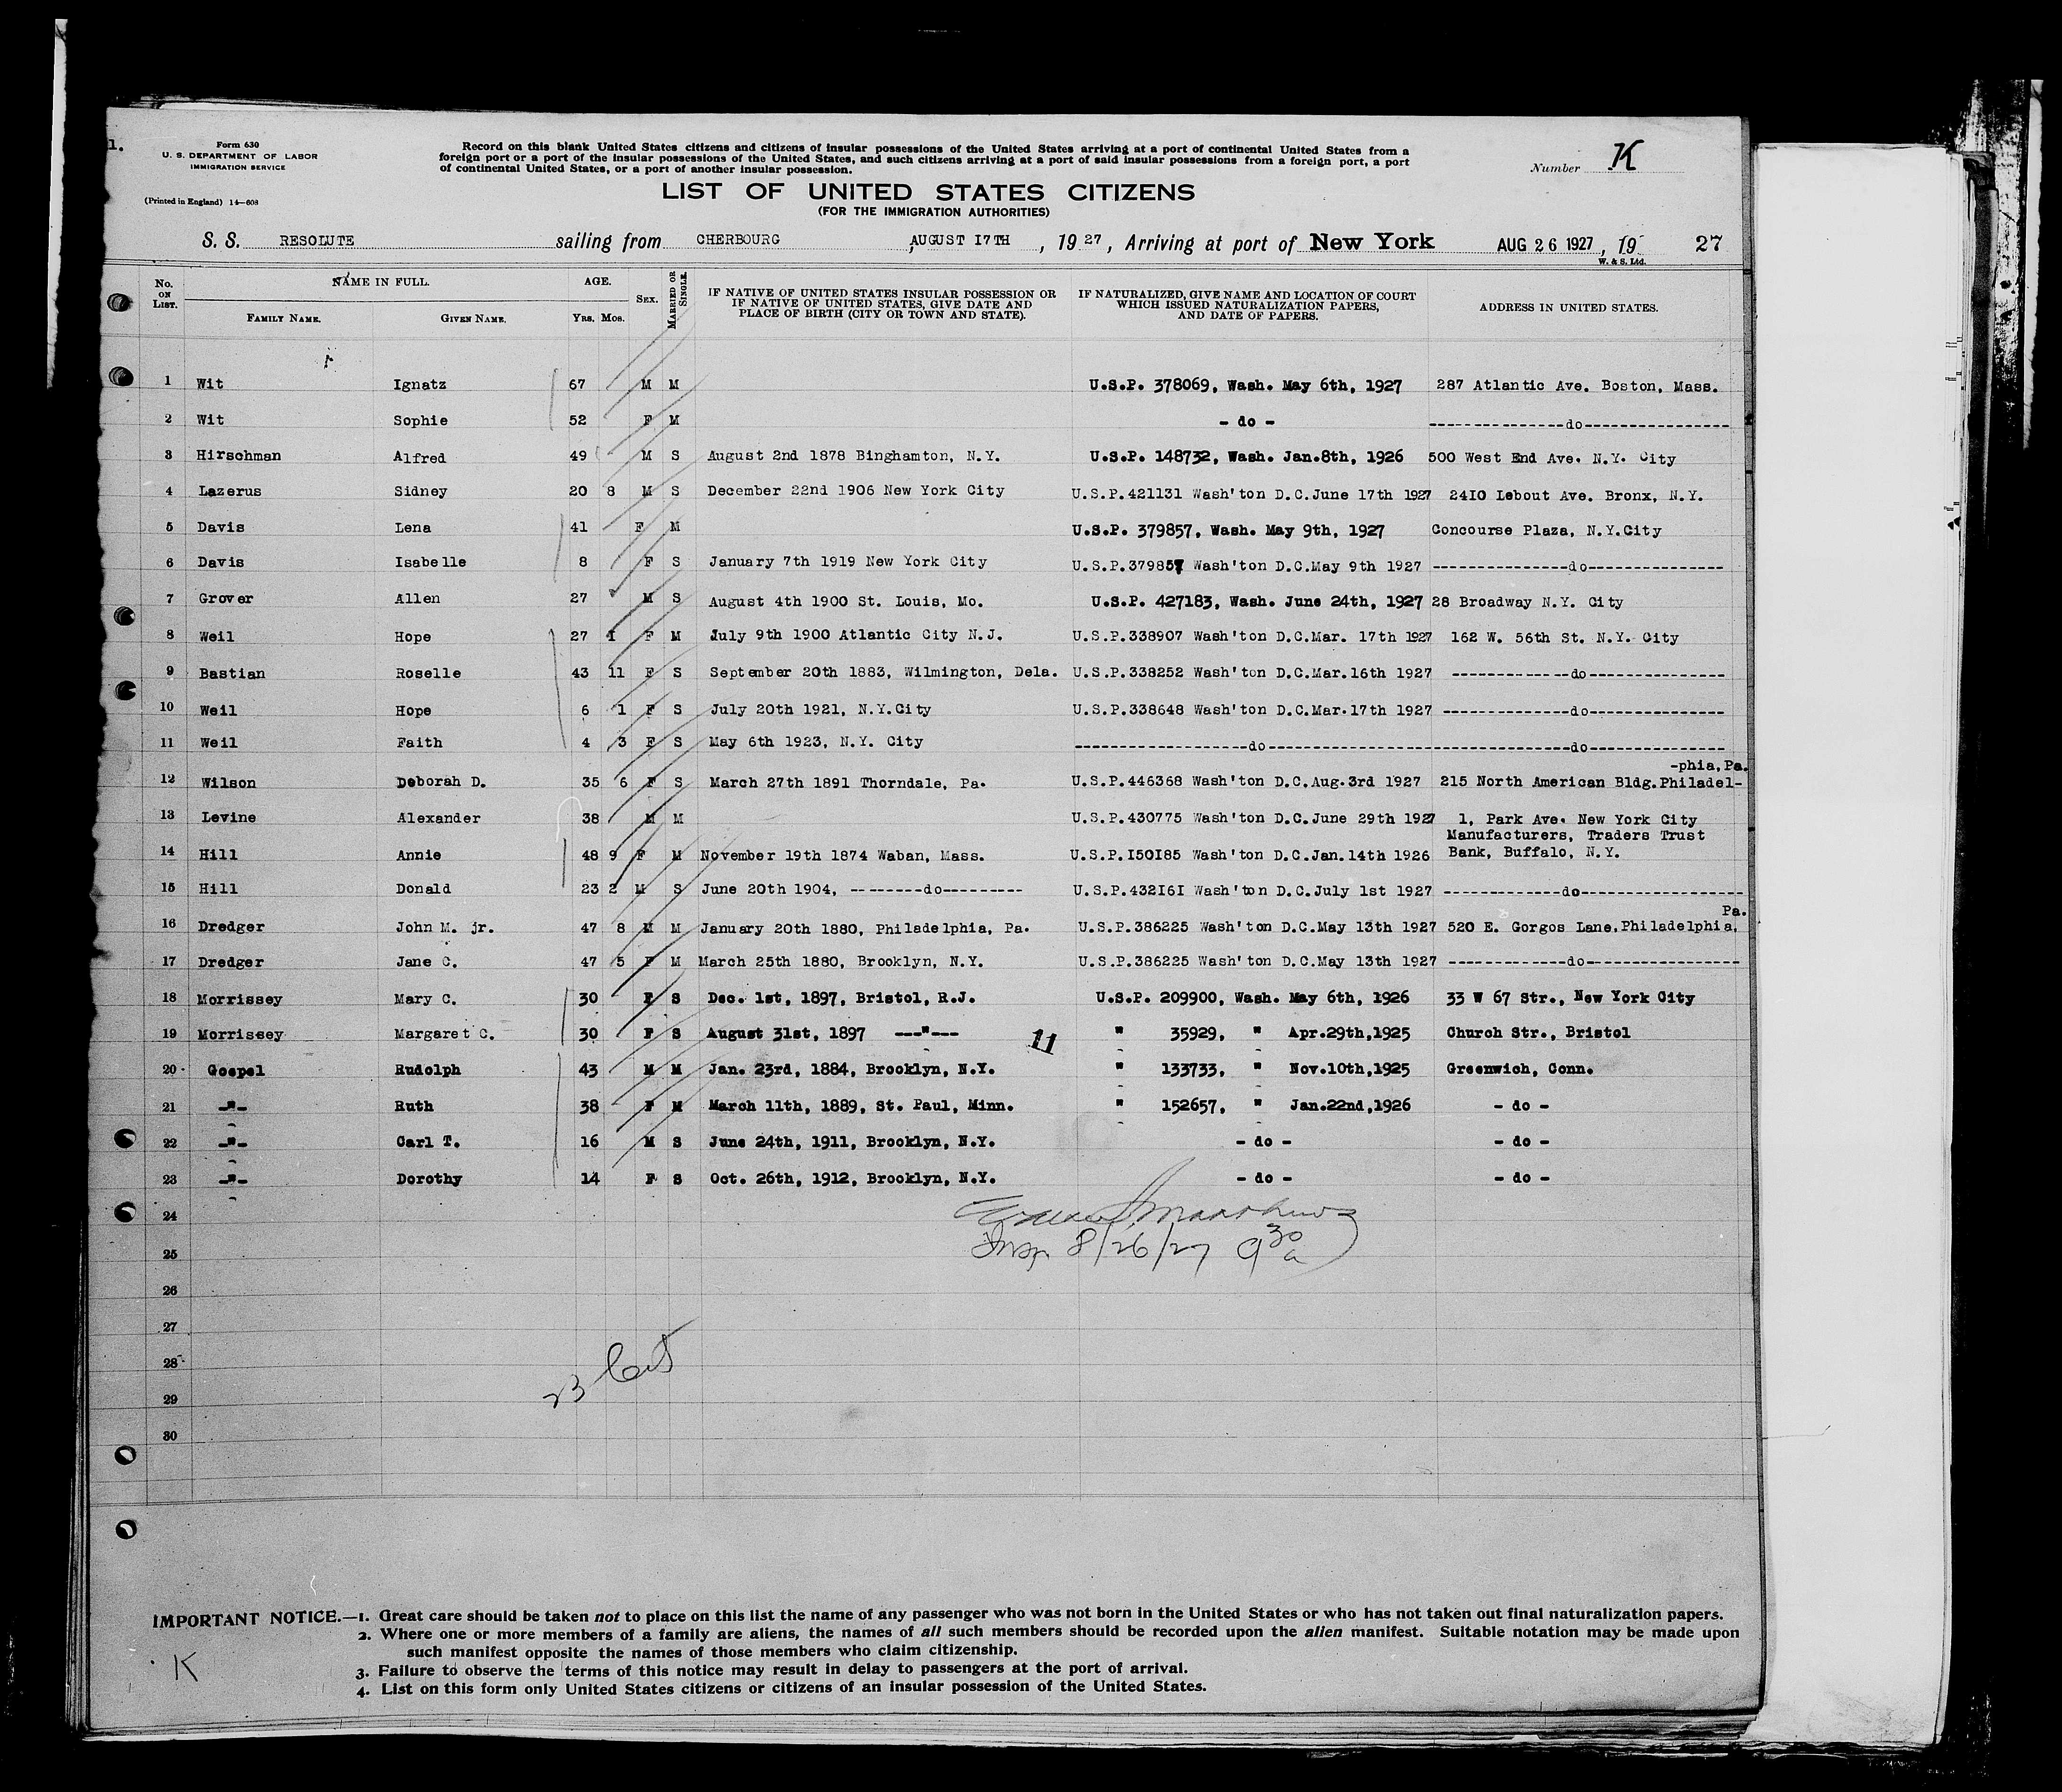 1.
Form 630
U. S. DEPARTMENT OF LABOR
IMMIGRATION SERVICE
(Printed in England) 14—608
Record on this blank United States citizens and citizens of insular possessions of the United States arriving at a port of continental United States from a
foreign port or a port of the insular possessions of the United States, and such citizens arriving at a port of said insular possessions from a foreign port, a port
of continental United States, or a port of another insular possession.
Number K
LIST OF UNITED STATES CITIZENS
(FOR THE IMMIGRATION AUTHORITIES)
S. S. RESOLUTE sailing from CHERBOURG ,AUGUST I7TH , 19 27 , Arriving at port of New York AUG 26 1927 , 19 27
W. & S. Ltd.
No. ON LIST. NAME IN FULL. AGE. SEX. MARRIED OR SINGLE. IF NATIVE OF UNITED STATES INSULAR POSSESSION OR IF NATIVE OF UNITED STATES, GIVE DATE AND PLACE OF BIRTH (CITY OR TOWN AND STATE). IF NATURALIZED, GIVE NAME AND LOCATION OF COURT WHICH ISSUED NATURALIZATION PAPERS, AND DATE OF PAPERS. ADDRESS IN UNITED STATES.
FAMILY NAME. GIVEN NAME. YRS. MOS.
1 Wit Ignatz 67 M M U.S.P. 378069, Wash. May 6th, 1927 287 Atlantic Ave. Boston, Mass.
2 Wit Sophie 52 F M - do - ---------------do----------------
3 Hirschman Alfred 49 M S August 2nd 1878 Binghamton, N.Y. U.S.P. 148732, Wash. Jan.8th, 1926 500 West End Ave. N.Y. City
4 Lazerus Sidney 20 8 M S December 22nd 1906 New York City U.S.P.421131 Wash'ton D.C.June 17th 1927 24I0 Lebout Ave. Bronx, N.Y.
5 Davis Lena 41 F M U.S.P. 379857, Wash. May 9th, 1927 Concourse Plaza, N.Y.City
6 Davis Isabelle 8 F S January 7th 1919 New York City U.S.P.379857 Wash'ton D.C.May 9th 1927 ---------------do---------------
7 Grover Allen 27 M S August 4th 1900 St. Louis, Mo. U.S.P. 427183, Wash. June 24th, 1927 28 Broadway N.Y. City
8 Weil Hope 27 1 F M July 9th 1900 Atlantic City N.J. U.S.P.338907 Wash'ton D.C.Mar. 17th 1927 162 W. 56th St. N.Y. City
9 Bastian Roselle 43 11 F S September 20th 1883, Wilmington, Dela. U.S.P.338252 Wash'ton D.C.Mar.16th 1927 -------------do---------------
10 Weil Hope 6 1 F S July 20th 1921, N.Y.City U.S.P.338648 Wash'ton D.C.Mar.17th 1927 --------------do---------------
11 Weil Faith 4 3 F S May 6th 1923, N.Y. City -------------------do-----------------------------------do---------------
-phia,Pa.
12 Wilson Deborah D. 35 6 F S March 27th 1891 Thorndale, Pa. U.S.P.446368 Wash'ton D.C.Aug.3rd 1927 215 North American Bldg.Philadel-
13 Levine Alexander 38 M M U.S.P.430775 Wash'ton D.C.June 29th 1927 1, Park Ave. New York City
Manufacturers, Traders Trust
14 Hill Annie 48 9 F M November 19th 1874 Waban, Mass. U.S.P.I50I85 Wash'ton D.C.Jan.14th 1926 Bank, Buffalo, N.Y.
15 Hill Donald 23 2 M S June 20th 1904, ---------do--------- U.S.P.432I6I Wash'ton D.C.July 1st 1927 -------------do-----------------
Pa.
16 Dredger John M. jr. 47 8 M M January 20th 1880, Philadelphia, Pa. U.S.P.386225 Wash'ton D.C.May 13th 1927 520 E. Gorgos Lane.Philadelphia,
17 Dredger Jane C. 47 5 F M March 25th 1880, Brooklyn, N.Y. U.S.P.386225 Wash'ton D.C.May 13th 1927 -------------do-----------------
18 Morrissey Mary C. 30 F S Dec. 1st, 1897, Bristol, R.J. U.S.P. 209900, Wash. May 6th, 1926 33 W 67 Str., New York City
19 Morrissey Margaret C. 30 F S August 31st, 1897 ---"--- 11 " 35929, " Apr.29th,1925 Church Str., Bristol
20 Goepel Rudolph 43 M M Jan. 23rd, 1884, Brooklyn, N.Y. " 133733, " Nov.10th,1925 Greenwich, Conn.
21 -"- Ruth 38 F M March 11th, 1889, St. Paul, Minn. " 152657, " Jan.22nd,1926 - do -
22 -"- Carl T. 16 M S June 24th, 1911, Brooklyn, N.Y. - do - - do -
23 -"- Dorothy 14 F S Oct. 26th, 1912, Brooklyn, N.Y. - do - - do -
24
25 Insp 8/26/27 9 30 a
26
27
28
23 Cit
29
30
IMPORTANT NOTICE.—1. Great care should be taken not to place on this list the name of any passenger who was not born in the United States or who has not taken out final naturalization papers.
2. Where one or more members of a family are aliens, the names of all such members should be recorded upon the alien manifest. Suitable notation may be made upon
such manifest opposite the names of those members who claim citizenship.
K
3. Failure to observe the terms of this notice may result in delay to passengers at the port of arrival.
4. List on this form only United States citizens or citizens of an insular possession of the United States.